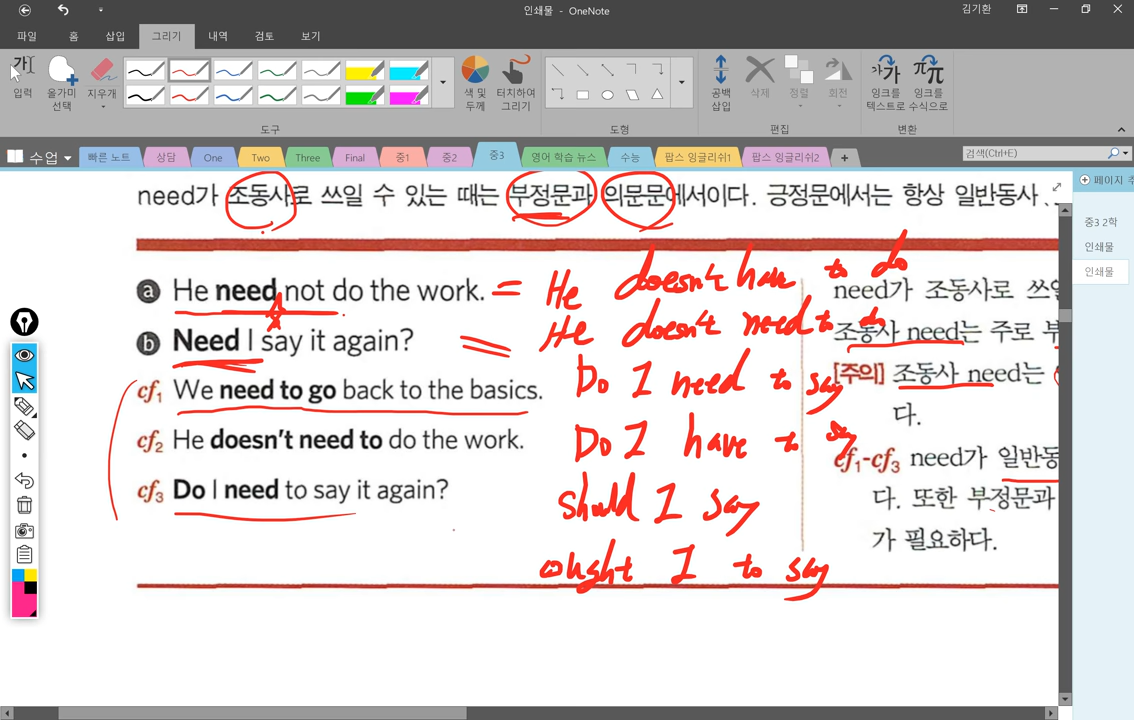 인쇄물 - OneNote
김기환
파일 홈 삽입 그리기 내역 검토 보기
입력
올가미 선택
지우개
색 및 두께
터치하여 그리기
공백 삽입
삭제
정렬
회전
잉크를 텍스트로
잉크를 수식으로
도구 도형 편집 변환
수업 빠른 노트 상담 One Two Three Final 중1 중2 중3 영어 학습 뉴스 수능 팝스 잉글리쉬1 팝스 잉글리쉬2
검색(Ctrl+E)
페이지 추
중3 2학
인쇄물
인쇄물
need가 조동사로 쓰일 수 있는 때는 부정문과 의문문에서이다. 긍정문에서는 항상 일반동사
ⓐ He need not do the work. = He doesn't have to do
He doesn't need to do
ⓑ Need I say it again? = Do I need to say
Do I have to say
should I say
ought I to say
cf1 We need to go back to the basics.
cf2 He doesn't need to do the work.
cf3 Do I need to say it again?
need가 조동사로 쓰일
조동사 need는 주로 부
[주의] 조동사 need는
다.
cf1-cf3 need가 일반동
다. 또한 부정문과
가 필요하다.